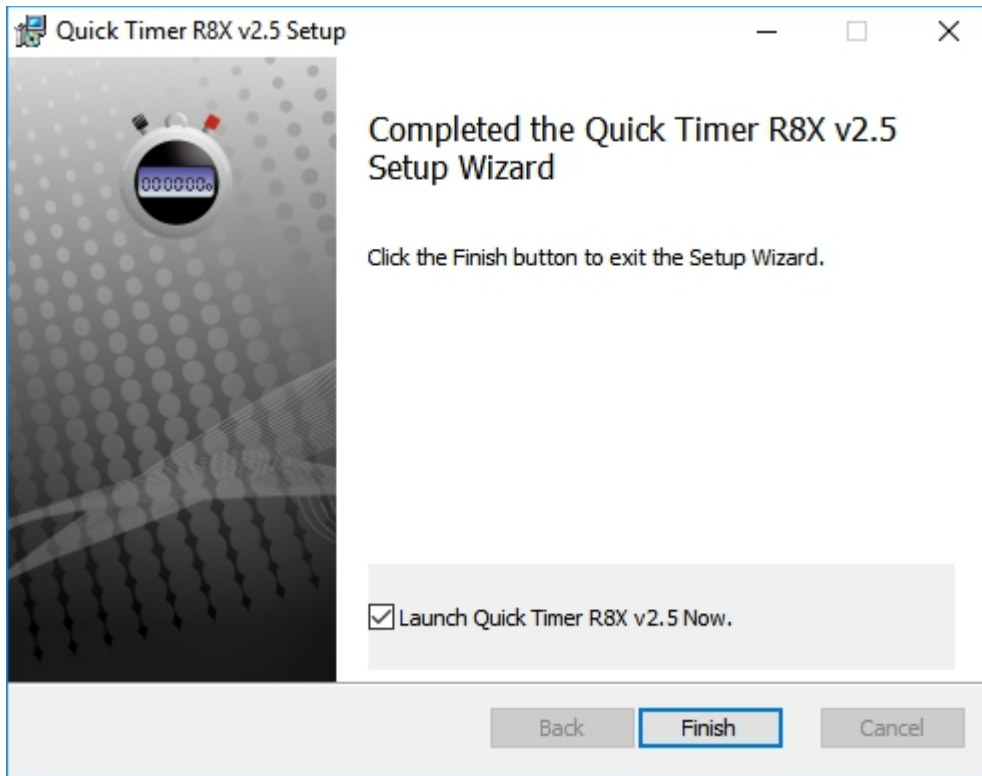 Quick Timer R8X v2.5 Setup
000000₀
Completed the Quick Timer R8X v2.5
Setup Wizard
Click the Finish button to exit the Setup Wizard.
Launch Quick Timer R8X v2.5 Now.
Back
Finish
Cancel